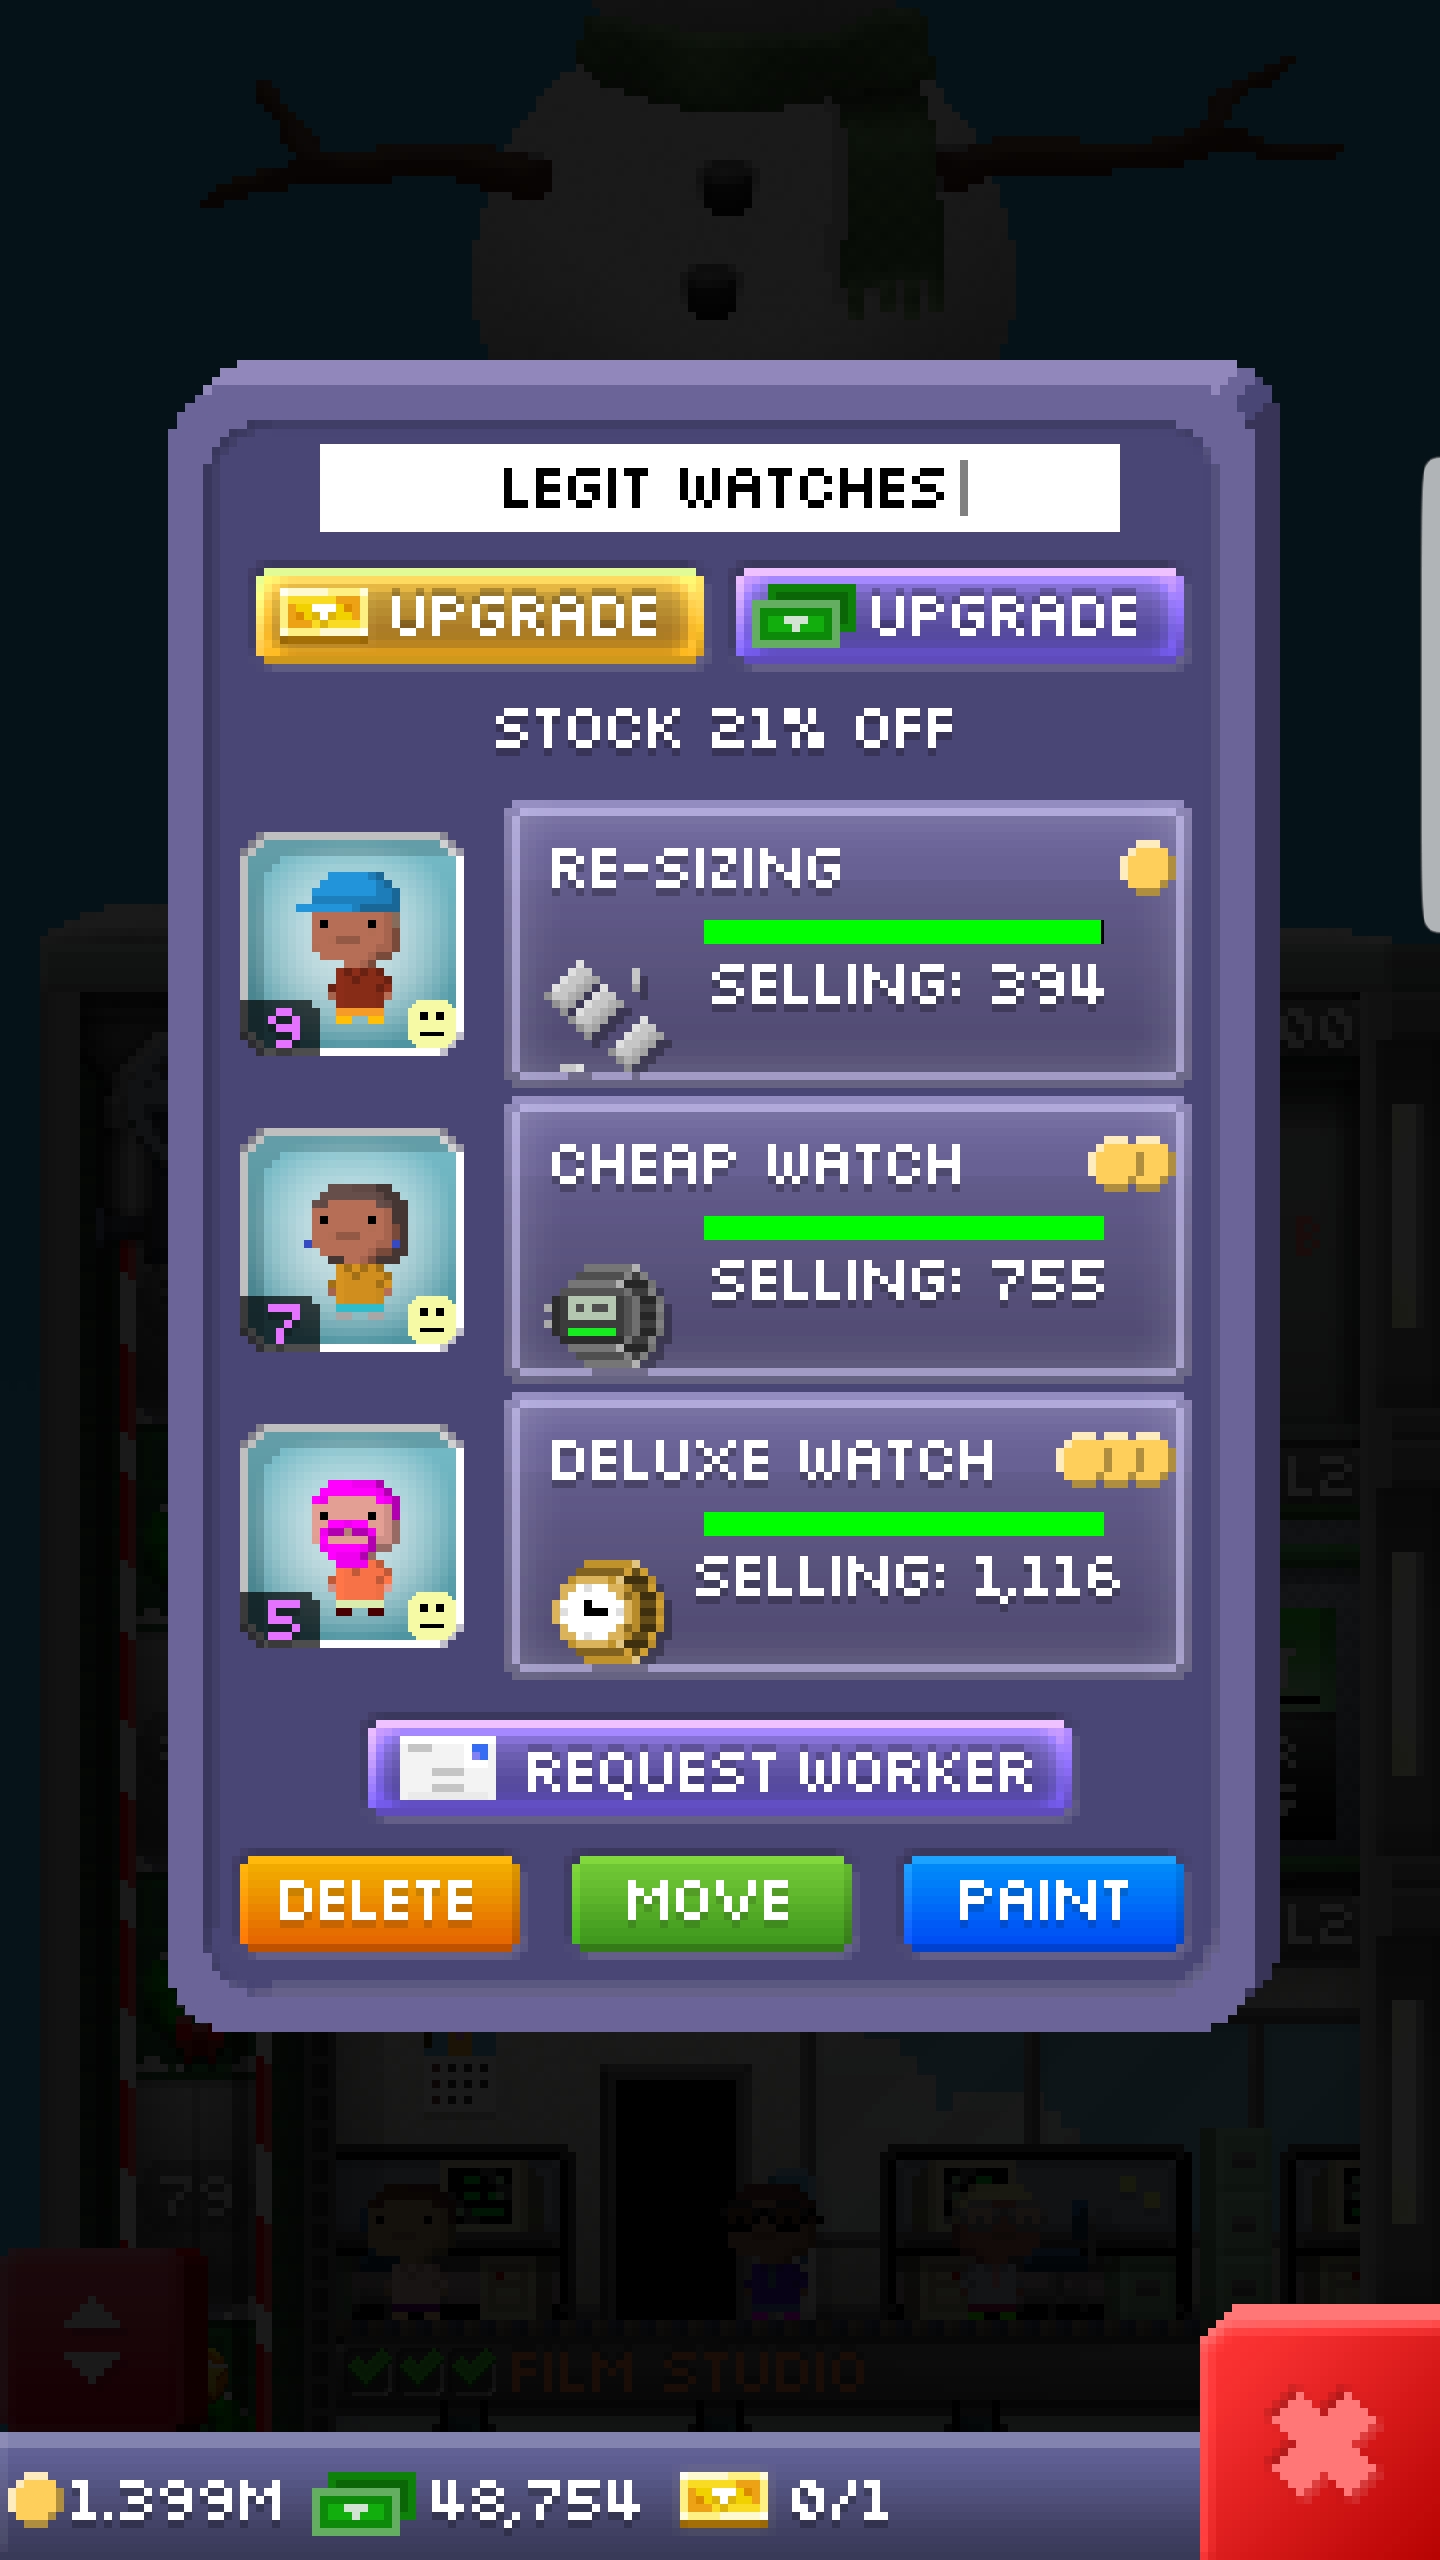 LEGIT WATCHES
UPGRADE
UPGRADE
STOCK 21% OFF
RE-SIZING
SELLING: 394
9
CHEAP WATCH
SELLING: 755
7
DELUXE WATCH
SELLING: 1,116
5
REQUEST WORKER
DELETE
MOVE
PAINT
FILM STUDIO
1.399M
48,754
0/1